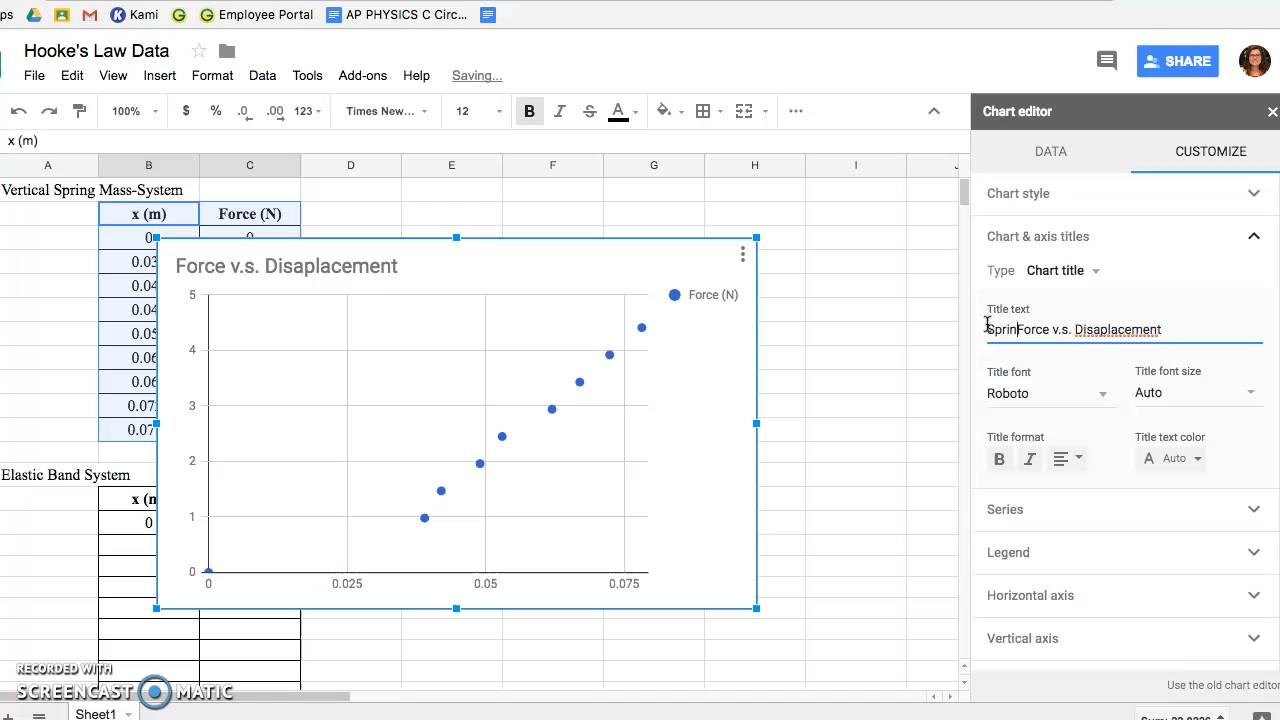 ps
Kami
Employee Portal
AP PHYSICS C Circ...
Hooke's Law Data
File Edit View Insert Format Data Tools Add-ons Help Saving...
SHARE
100% $ % .0 .00 123 Times New... 12 B I S A
x (m)
Chart editor
DATA CUSTOMIZE
A B C D E F G H I J
Vertical Spring Mass-System
x (m) Force (N)
0 0
0.03
0.04
0.04
0.05
0.06
0.06
0.07
0.07
Elastic Band System
x (m
0
Force v.s. Disaplacement
Force (N)
5
4
3
2
1
0
0 0.025 0.05 0.075
Chart style
Chart & axis titles
Type Chart title
Title text
SprinForce v.s. Disaplacement
Title font Title font size
Roboto Auto
Title format Title text color
B I A Auto
Series
Legend
Horizontal axis
Vertical axis
Use the old chart editor
RECORDED WITH
SCREENCAST MATIC
Sheet1